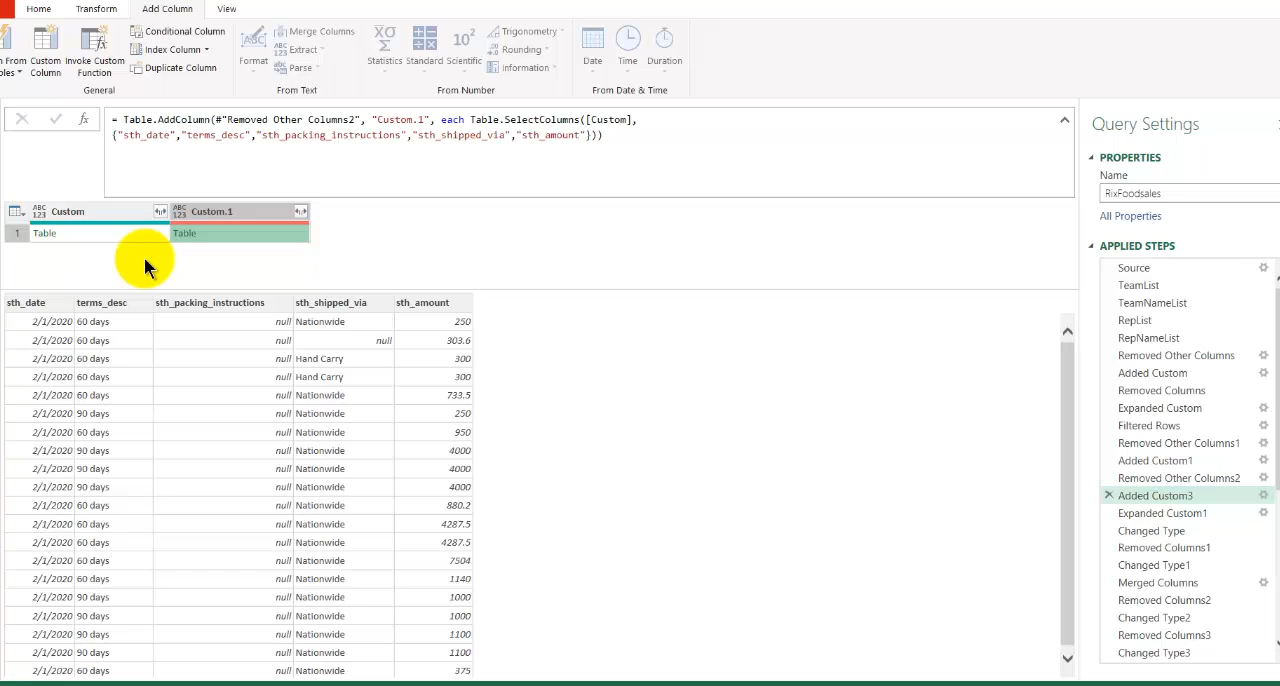 Home Transform Add Column View
Conditional Column
Index Column
Duplicate Column
From Custom Invoke Custom
Column Function
General
ABC
123
Format
Merge Columns
ABC
123 Extract
abc Parse
From Text
XΟ
Σ
Statistics Standard
10²
Scientific
Trigonometry
Rounding
Information
From Number
Date Time Duration
From Date & Time
fx
= Table.AddColumn(#"Removed Other Columns2", "Custom.1", each Table.SelectColumns([Custom],
{"sth_date","terms_desc","sth_packing_instructions","sth_shipped_via","sth_amount"}))
ABC
123 Custom
ABC
123 Custom.1
1 Table Table
sth_date terms_desc sth_packing_instructions sth_shipped_via sth_amount
2/1/2020 60 days null Nationwide 250
2/1/2020 60 days null null 303.6
2/1/2020 60 days null Hand Carry 300
2/1/2020 60 days null Hand Carry 300
2/1/2020 60 days null Nationwide 733.5
2/1/2020 90 days null Nationwide 250
2/1/2020 60 days null Nationwide 950
2/1/2020 90 days null Nationwide 4000
2/1/2020 90 days null Nationwide 4000
2/1/2020 90 days null Nationwide 4000
2/1/2020 60 days null Nationwide 880.2
2/1/2020 60 days null Nationwide 4287.5
2/1/2020 60 days null Nationwide 4287.5
2/1/2020 60 days null Nationwide 7504
2/1/2020 60 days null Nationwide 1140
2/1/2020 90 days null Nationwide 1000
2/1/2020 90 days null Nationwide 1000
2/1/2020 90 days null Nationwide 1100
2/1/2020 90 days null Nationwide 1100
2/1/2020 60 days null Nationwide 375
Query Settings
PROPERTIES
Name
RixFoodsales
All Properties
APPLIED STEPS
Source
TeamList
TeamNameList
RepList
RepNameList
Removed Other Columns
Added Custom
Removed Columns
Expanded Custom
Filtered Rows
Removed Other Columns1
Added Custom1
Removed Other Columns2
Added Custom3
Expanded Custom1
Changed Type
Removed Columns1
Changed Type1
Merged Columns
Removed Columns2
Changed Type2
Removed Columns3
Changed Type3